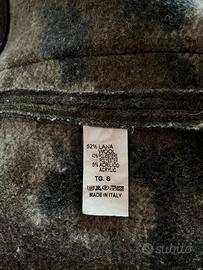 52% LANA
WOOL
5% ACRILICO
ACRYLIC
TG. S
MADE IN ITALY
subito